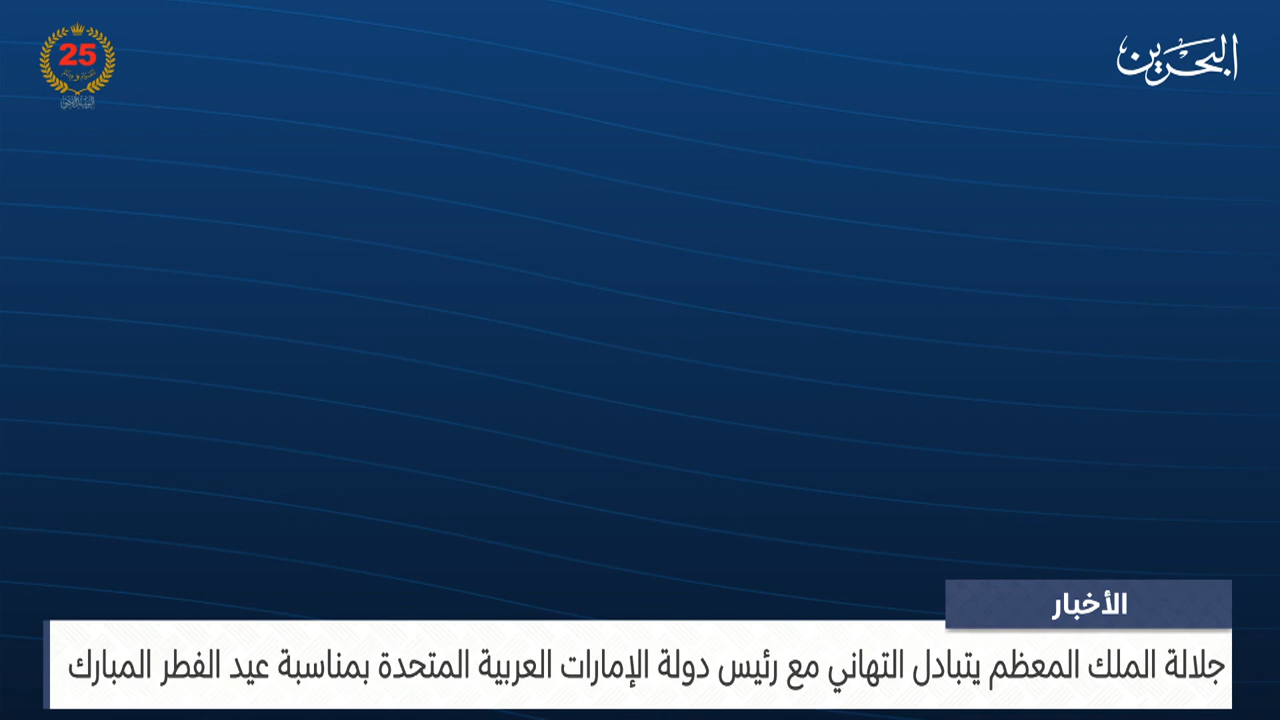 البحرين
25
الأخبار
جلالة الملك المعظم يتبادل التهاني مع رئيس دولة الإمارات العربية المتحدة بمناسبة عيد الفطر المبارك